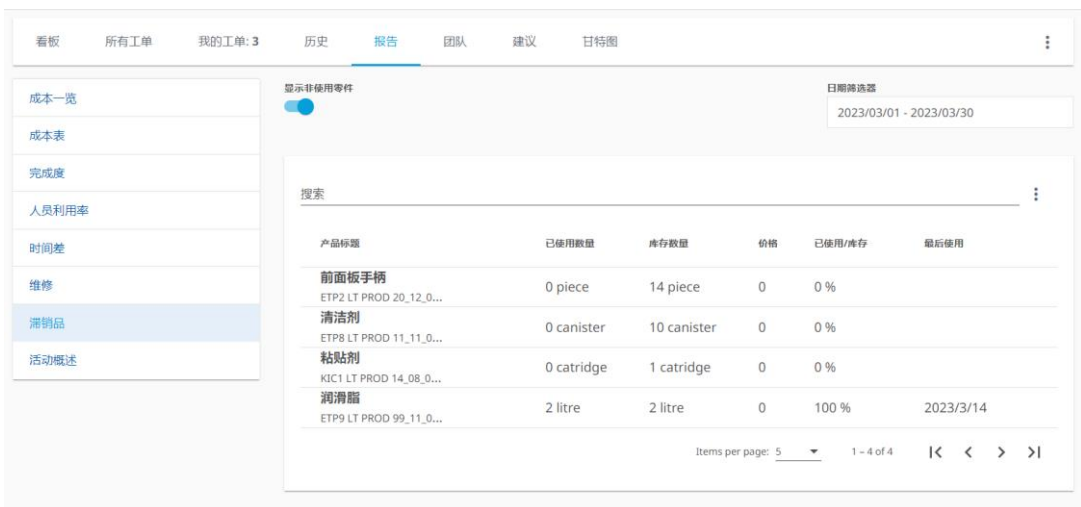 看板 所有工单 我的工单: 3 历史 报告 团队 建议 甘特图
成本一览
成本表
完成度
人员利用率
时间差
维修
滞销品
活动概述
显示非使用零件
日期筛选器
2023/03/01 - 2023/03/30
搜索
产品标题 已使用数量 库存数量 价格 已使用/库存 最后使用
前面板手柄
ETP2 LT PROD 20_12_0...
0 piece 14 piece 0 0 %
清洁剂
ETP8 LT PROD 11_11_0...
0 canister 10 canister 0 0 %
粘贴剂
KIC1 LT PROD 14_08_0...
0 catridge 1 catridge 0 0 %
润滑脂
ETP9 LT PROD 99_11_0...
2 litre 2 litre 0 100 % 2023/3/14
Items per page: 5 1 – 4 of 4